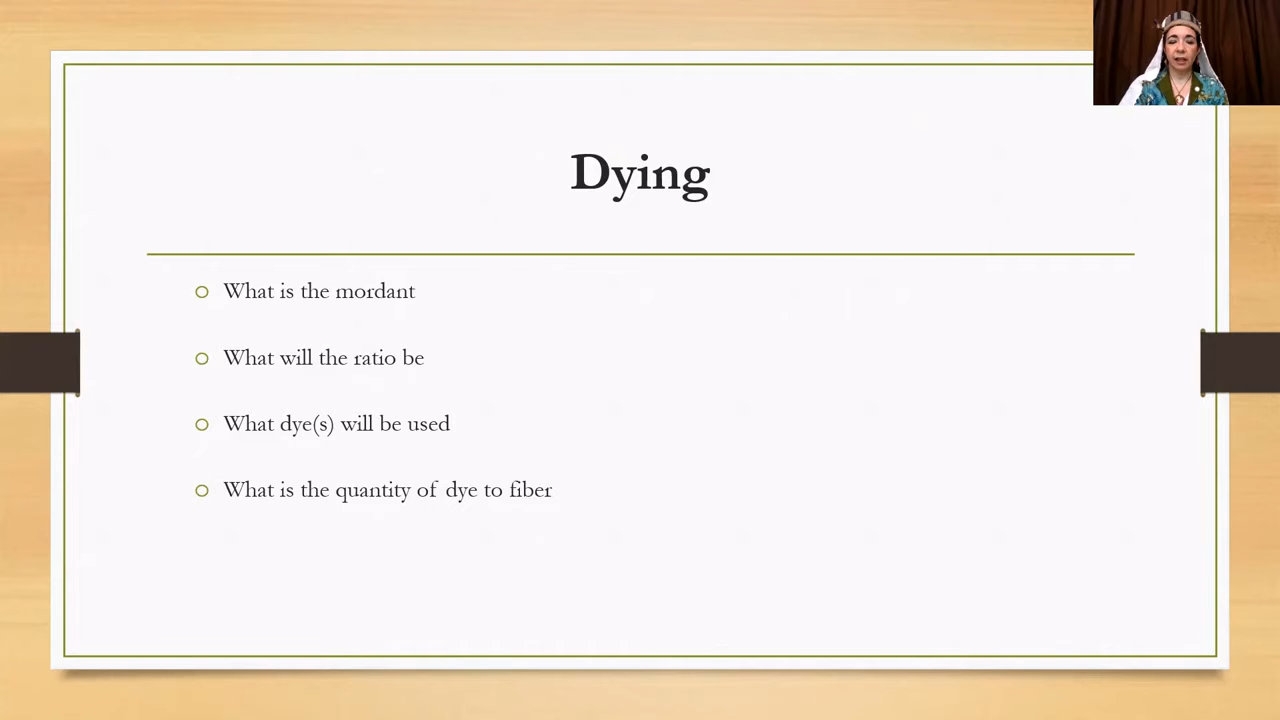 Dying
What is the mordant
What will the ratio be
What dye(s) will be used
What is the quantity of dye to fiber